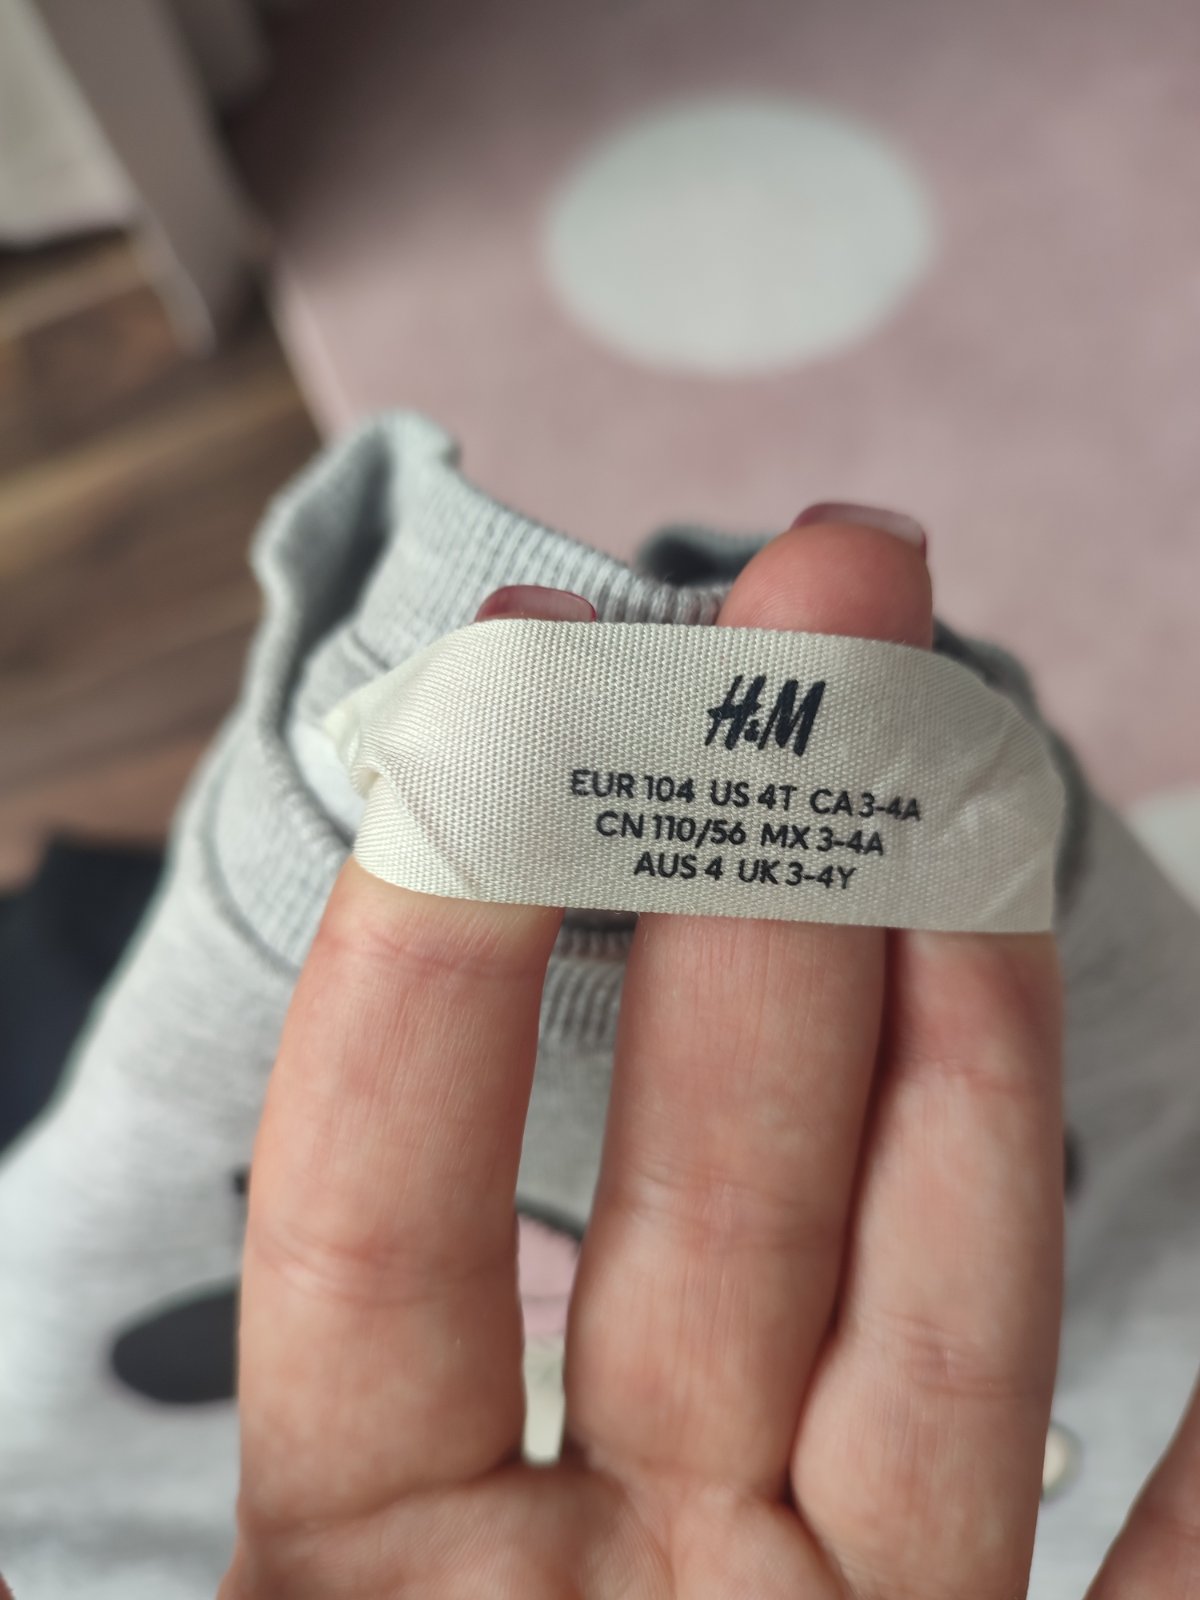 H&M
EUR 104 US 4T CA 3-4A
CN 110/56 MX 3-4A
AUS 4 UK 3-4Y